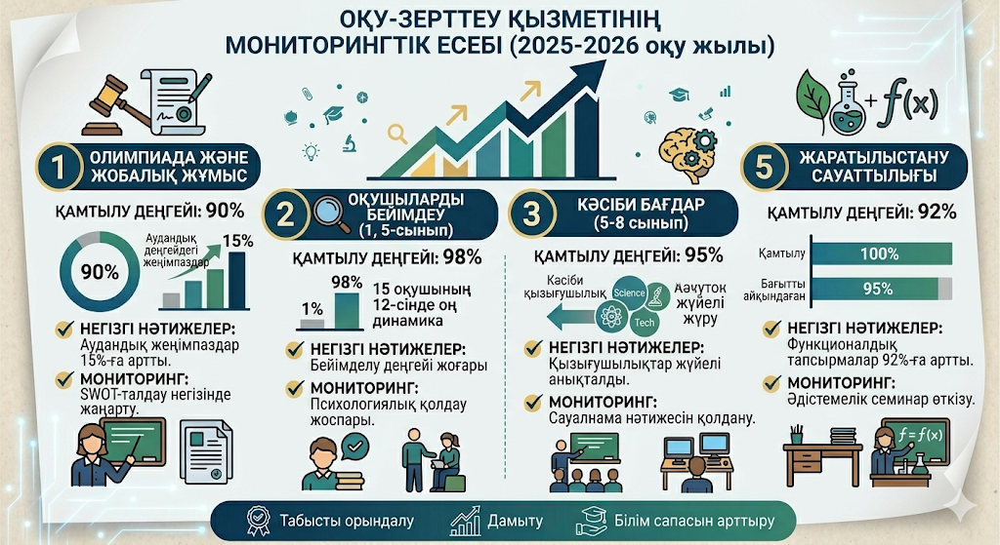 ОҚУ-ЗЕРТТЕУ ҚЫЗМЕТІНІҢ
МОНИТОРИНГТІК ЕСЕБІ (2025-2026 оқу жылы)
1
ОЛИМПИАДА ЖӘНЕ
ЖОБАЛЫҚ ЖҰМЫС
ҚАМТЫЛУ ДЕҢГЕЙІ: 90%
90%
Аудандық
деңгейдегі
жеңімпаздар
15%
НЕГІЗГІ НӘТИЖЕЛЕР:
Аудандық жеңімпаздар
15%-ға артты.
МОНИТОРИНГ:
SWOT-талдау негізінде
жаңарту.
2
ОҚУШЫЛАРДЫ
БЕЙІМДЕУ
(1, 5-сынып)
ҚАМТЫЛУ ДЕҢГЕЙІ: 98%
1%
98%
15 оқушының
12-сінде оң
динамика
НЕГІЗГІ НӘТИЖЕЛЕР:
Бейімделу деңгейі жоғары
МОНИТОРИНГ:
Психологиялық қолдау
жоспары.
3
КӘСІБИ БАҒДАР
(5-8 сынып)
ҚАМТЫЛУ ДЕҢГЕЙІ: 95%
Кәсіби
қызығушылық
Science
Tech
жүйелі
жүру
НЕГІЗГІ НӘТИЖЕЛЕР:
Қызығушылықтар жүйелі
анықталды.
МОНИТОРИНГ:
Сауалнама нәтижесін қолдану.
+ f(x)
5
ЖАРАТЫЛЫСТАНУ
САУАТТЫЛЫҒЫ
ҚАМТЫЛУ ДЕҢГЕЙІ: 92%
Қамтылу
100%
Бағытты
айқындаған
95%
НЕГІЗГІ НӘТИЖЕЛЕР:
Функционалдық
тапсырмалар 92%-ға артты.
МОНИТОРИНГ:
Әдістемелік семинар өткізу.
f = f(x)
Табысты орындалу
Дамыту
Білім сапасын арттыру